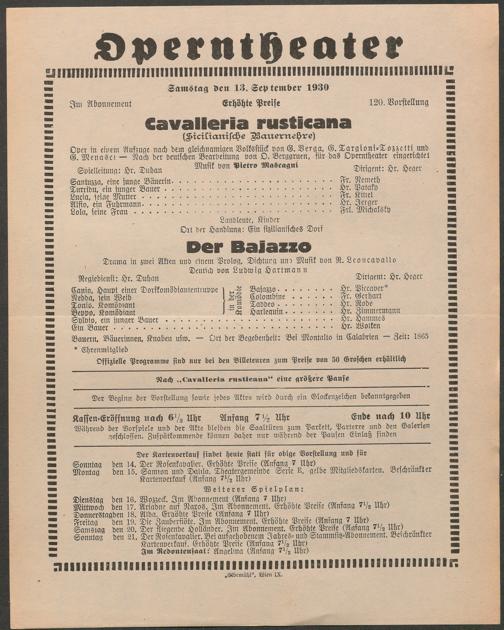 Operntheater
Samstag den 13. September 1930
Im Abonnement Erhöhte Preise 120. Vorstellung
Cavalleria rusticana
(Sicilianische Bauernehre)
Oper in einem Aufzuge nach dem gleichnamigen Volksstück von G. Verga, G. Targioni-Tozzetti und
G. Menasci — Nach der deutschen Bearbeitung von O. Berggruen, für das Operntheater eingerichtet
Musik von Pietro Mascagni
Spielleitung: Hr. Duhan Dirigent: Hr. Heger
Santuzza, eine junge Bäuerin Fr. Nemeth
Turriddu, ein junger Bauer Hr. Pataky
Lucia, seine Mutter Fr. Kittel
Alfio, ein Fuhrmann Hr. Jerger
Lola, seine Frau Frl. Michalsky
Landleute, Kinder
Ort der Handlung: Ein sizilianisches Dorf
Der Bajazzo
Drama in zwei Akten und einem Prolog, Dichtung und Musik von R. Leoncavallo
Deutsch von Ludwig Hartmann
Regiedienst: Hr. Duhan Dirigent: Hr. Heger
Canio, Haupt einer Dorfkomödiantentruppe in der Komödie Bajazzo Hr. Piccaver*
Nedda, sein Weib Colombine Fr. Gerhart
Tonio, Komödiant Taddeo Hr. Rode
Beppo, Komödiant Harlequin Hr. Zimmermann
Silvio, ein junger Bauer Hr. Hammes
Ein Bauer Hr. Wolken
Bauern, Bäuerinnen, Knaben usw. — Ort der Begebenheit: Bei Montalto in Calabrien — Zeit: 1865
* Ehrenmitglied
Offizielle Programme sind nur bei den Billeteuren zum Preise von 50 Groschen erhältlich
Nach „Cavalleria rusticana“ eine größere Pause
Der Beginn der Vorstellung sowie jedes Aktes wird durch ein Glockenzeichen bekanntgegeben
Kassen-Eröffnung nach 6½ Uhr Anfang 7½ Uhr Ende nach 10 Uhr
Während der Vorspiele und der Akte bleiben die Saaltüren zum Parkett, Parterre und den Galerien
geschlossen. Zuspätkommende können daher nur während der Pausen Einlaß finden
Der Kartenverkauf findet heute statt für obige Vorstellung und für
Sonntag den 14. Der Rosenkavalier. Erhöhte Preise (Anfang 7 Uhr)
Montag den 15. Samson und Dalila. Theatergemeinde Serie E, gelbe Mitgliedskarten. Beschränkter
Kartenverkauf (Anfang 7½ Uhr)
Weiterer Spielplan:
Dienstag den 16. Wozzeck. Im Abonnement (Anfang 7 Uhr)
Mittwoch den 17. Ariadne auf Naxos. Im Abonnement. Erhöhte Preise (Anfang 7½ Uhr)
Donnerstag den 18. Aida. Erhöhte Preise (Anfang 7 Uhr)
Freitag den 19. Die Zauberflöte. Im Abonnement. Erhöhte Preise (Anfang 7 Uhr)
Samstag den 20. Der fliegende Holländer. Im Abonnement. Erhöhte Preise (Anfang 7½ Uhr)
Sonntag den 21. Der Rosenkavalier. Bei aufgehobenem Jahres- und Stammsitz-Abonnement. Beschränkter
Kartenverkauf. Erhöhte Preise (Anfang 7 Uhr)
Im Redoutensaal: Angelina (Anfang 7½ Uhr)
„Elbemühl“, Wien IX.